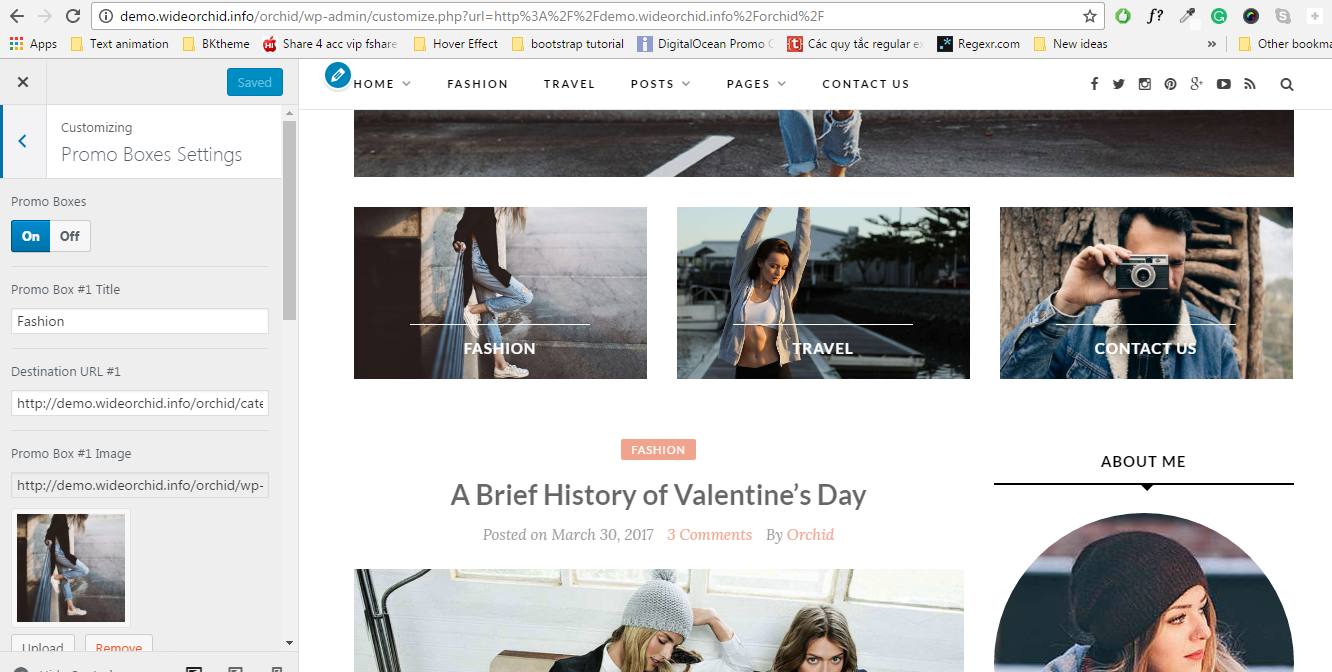 demo.wideorchid.info/orchid/wp-admin/customize.php?url=http%3A%2F%2Fdemo.wideorchid.info%2Forchid%2F
f?
Apps Text animation BKtheme Share 4 acc vip fshare Hover Effect bootstrap tutorial DigitalOcean Promo C Các quy tắc regular ex Regexr.com New ideas » Other bookma
Saved
Customizing
Promo Boxes Settings
Promo Boxes
On Off
Promo Box #1 Title
Fashion
Destination URL #1
http://demo.wideorchid.info/orchid/cate
Promo Box #1 Image
http://demo.wideorchid.info/orchid/wp-
Upload Remove
HOME FASHION TRAVEL POSTS PAGES CONTACT US
FASHION
TRAVEL
CONTACT US
FASHION
A Brief History of Valentine’s Day
Posted on March 30, 2017 3 Comments By Orchid
ABOUT ME